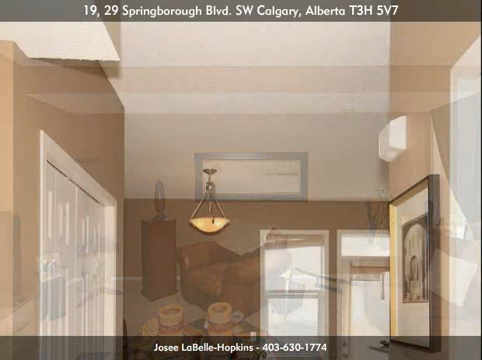 19, 29 Springborough Blvd. SW Calgary, Alberta T3H 5V7
Josee LaBelle-Hopkins - 403-630-1774